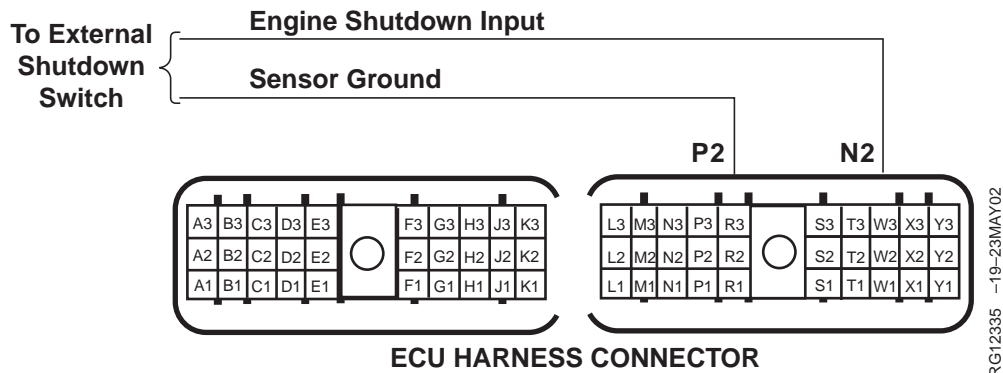 Engine Shutdown Input
To External
Shutdown
Switch
Sensor Ground
P2 N2
A3 B3 C3 D3 E3 F3 G3 H3 J3 K3 L3 M3 N3 P3 R3 S3 T3 W3 X3 Y3
A2 B2 C2 D2 E2 F2 G2 H2 J2 K2 L2 M2 N2 P2 R2 S2 T2 W2 X2 Y2
A1 B1 C1 D1 E1 F1 G1 H1 J1 K1 L1 M1 N1 P1 R1 S1 T1 W1 X1 Y1
ECU HARNESS CONNECTOR
RG12335 –19–23MAY02